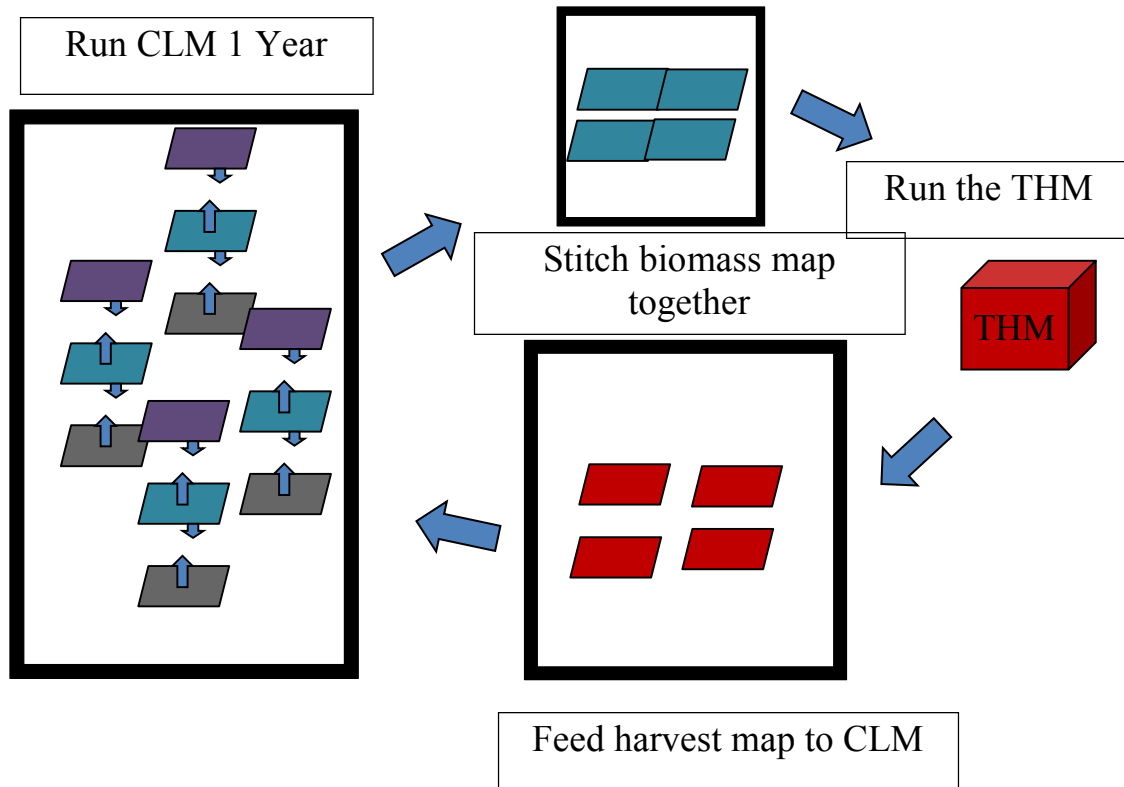 Run CLM 1 Year
Run the THM
Stitch biomass map
together
THM
Feed harvest map to CLM